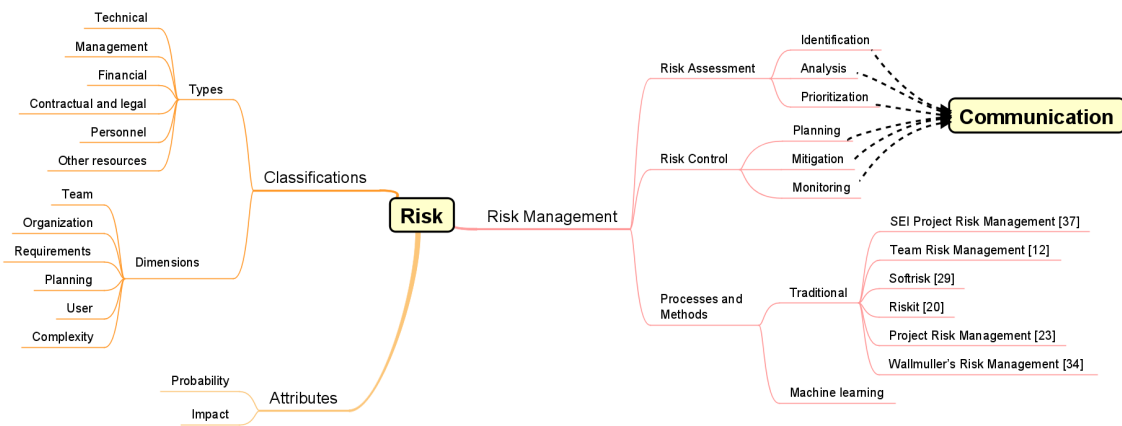 Technical
Management
Financial
Contractual and legal
Personnel
Other resources
Types
Team
Organization
Requirements
Planning
User
Complexity
Dimensions
Classifications
Probability
Impact
Attributes
Risk
Risk Management
Risk Assessment
Identification
Analysis
Prioritization
Risk Control
Planning
Mitigation
Monitoring
Communication
Processes and
Methods
Traditional
SEI Project Risk Management [37]
Team Risk Management [12]
Softrisk [29]
Riskit [20]
Project Risk Management [23]
Wallmuller's Risk Management [34]
Machine learning